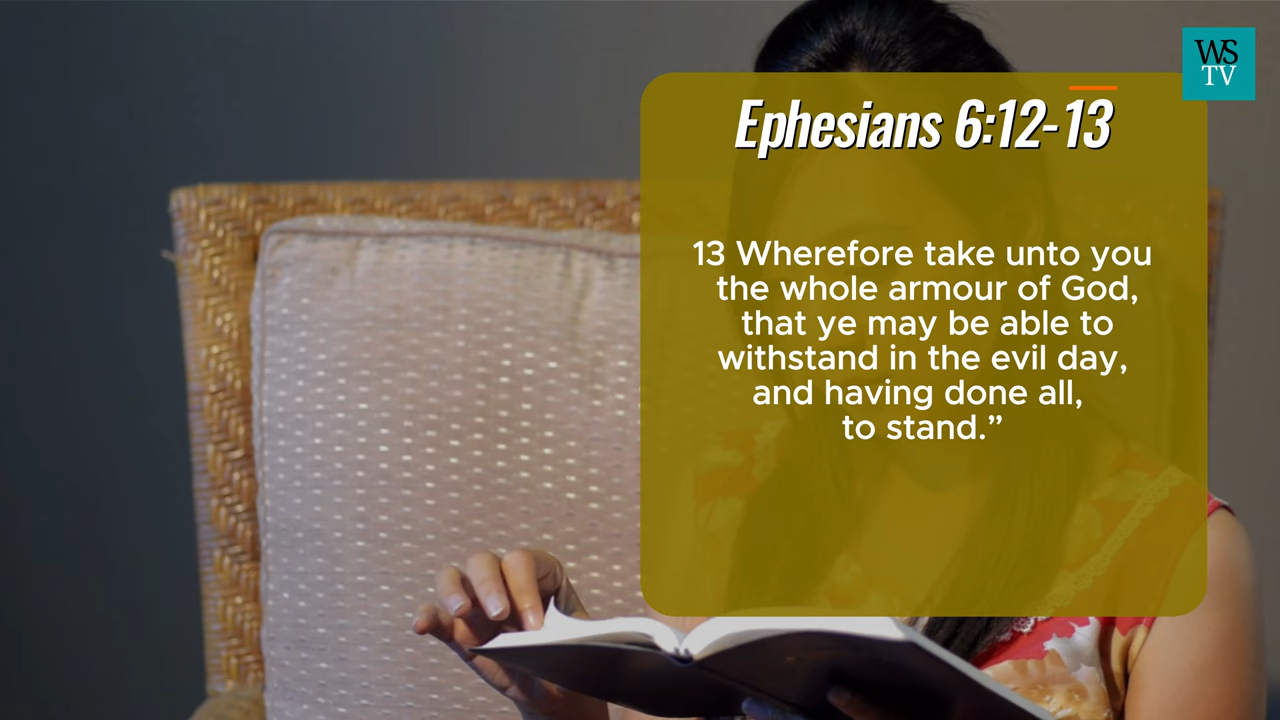 WS
TV
Ephesians 6:12-13
13 Wherefore take unto you
the whole armour of God,
that ye may be able to
withstand in the evil day,
and having done all,
to stand.”